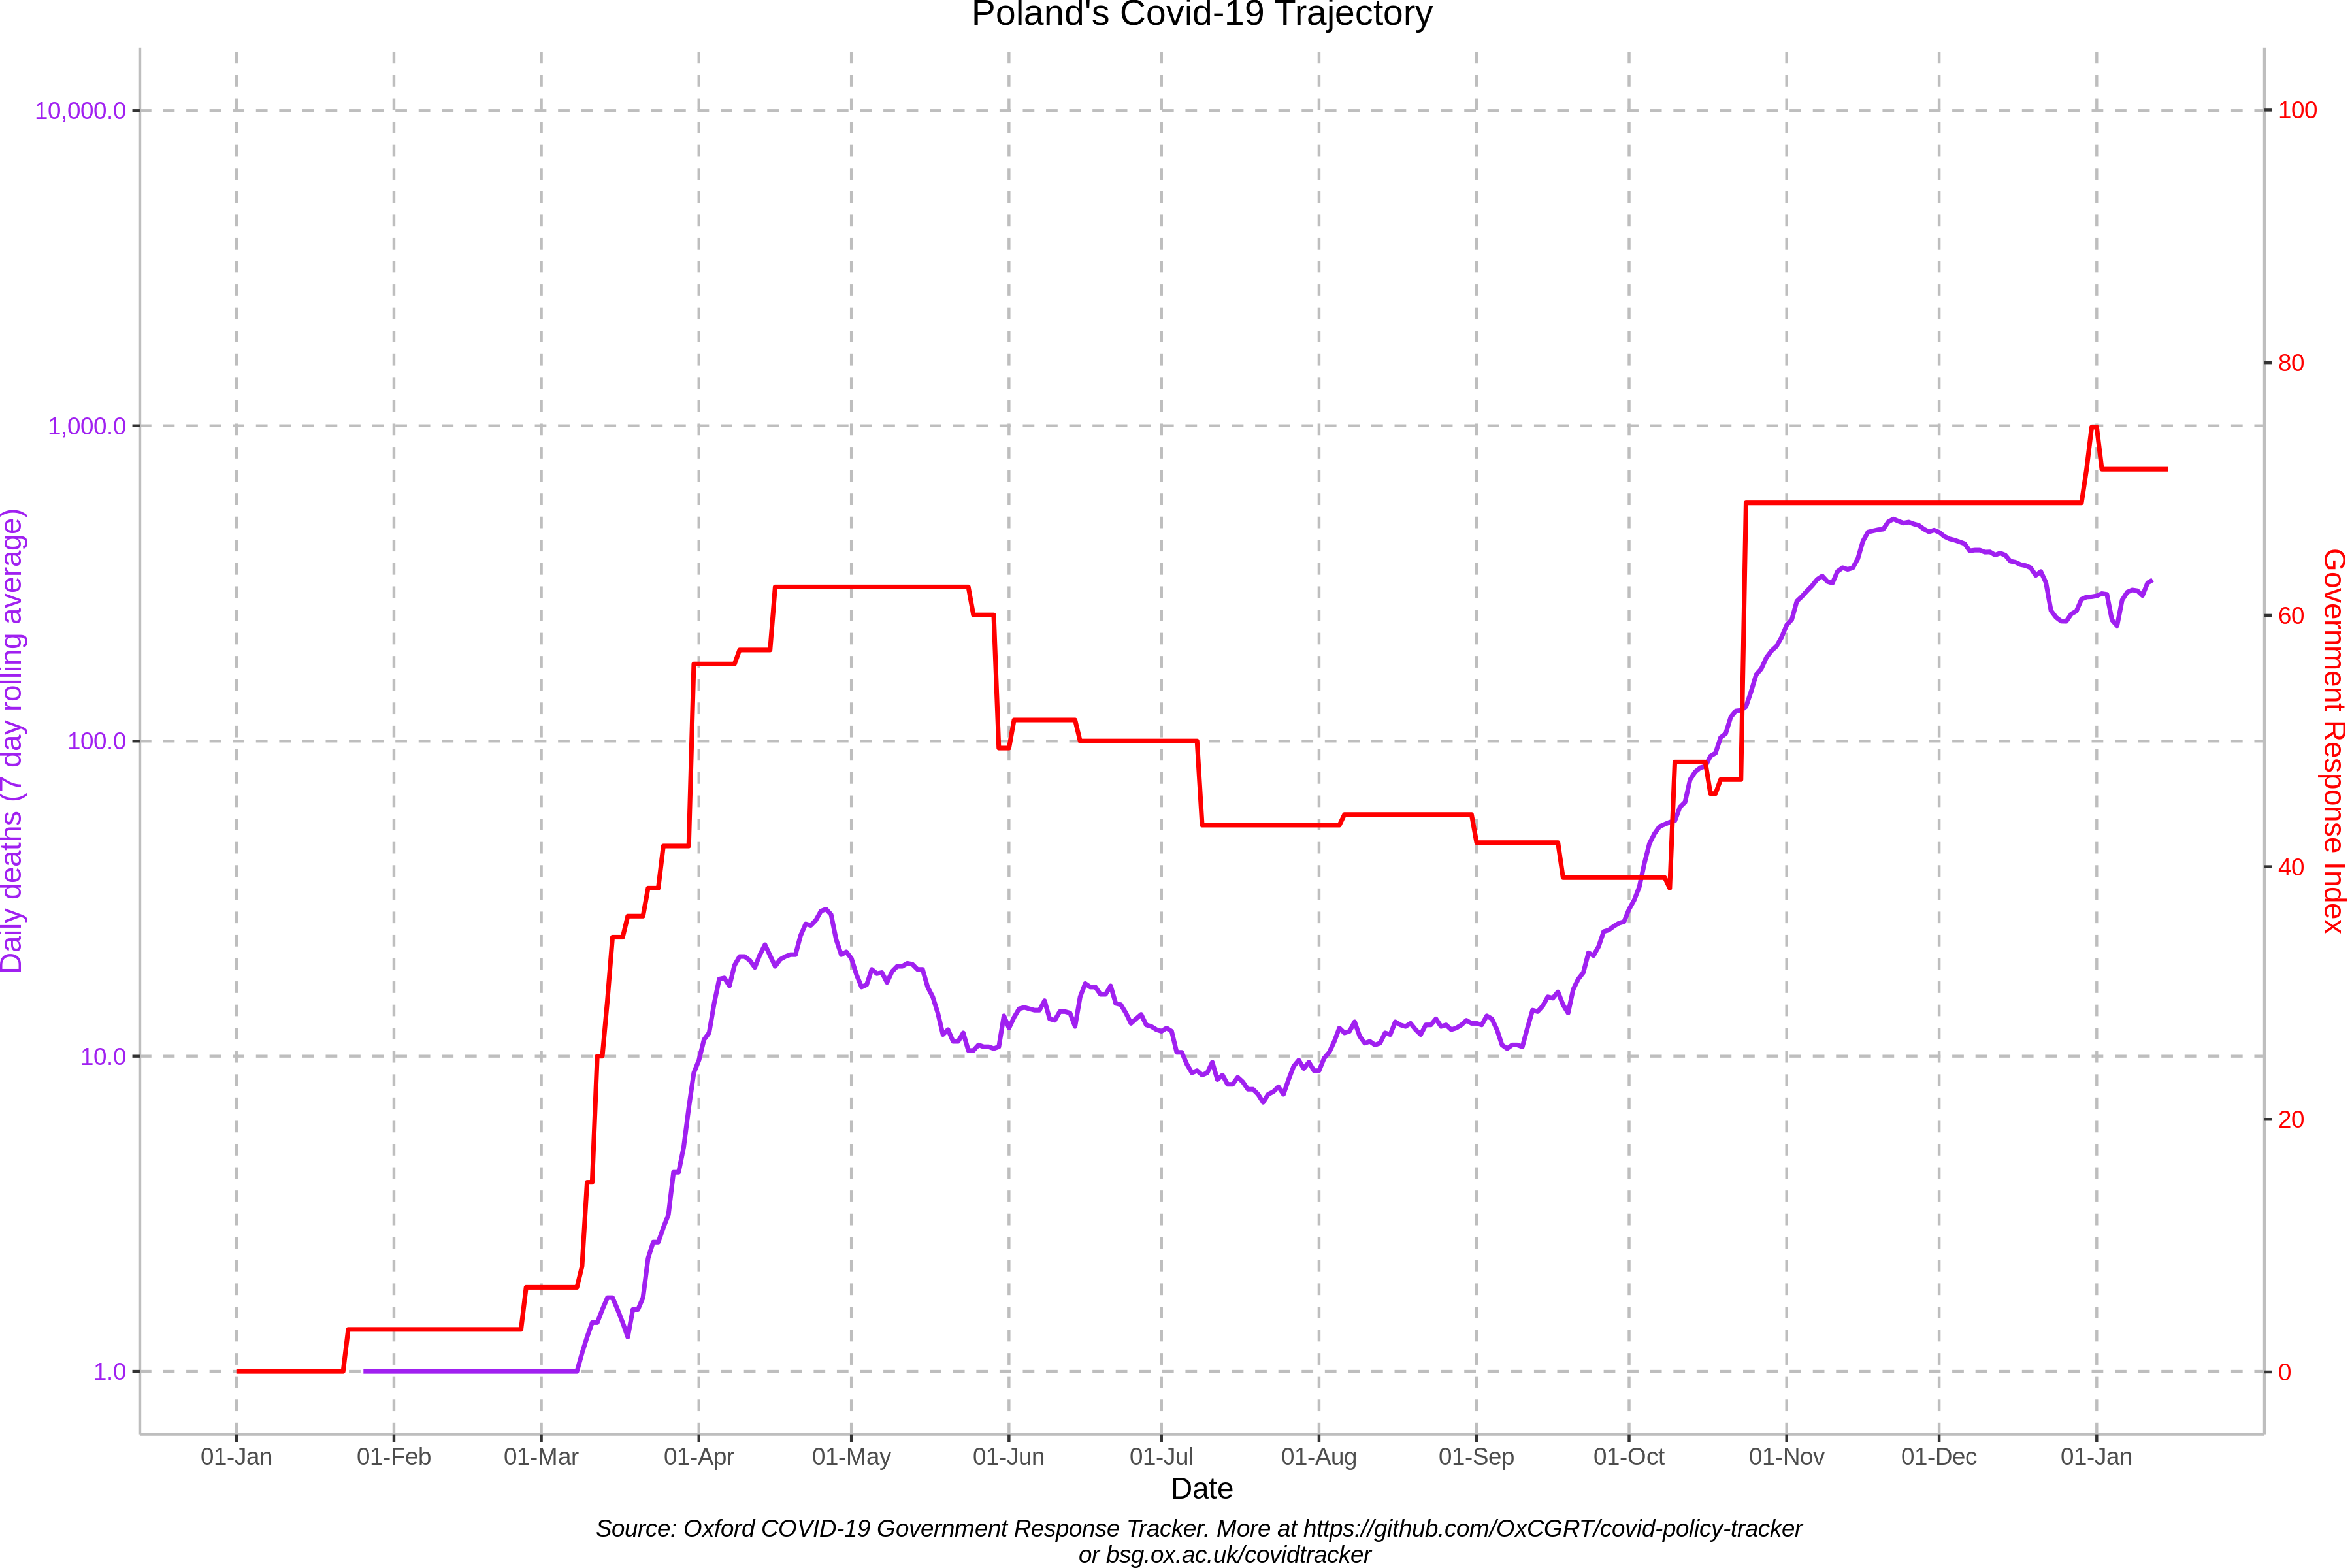 Poland's Covid-19 Trajectory
10,000.0
1,000.0
100.0
10.0
1.0
Daily deaths (7 day rolling average)
100
80
60
40
20
0
Government Response Index
01-Jan
01-Feb
01-Mar
01-Apr
01-May
01-Jun
01-Jul
01-Aug
01-Sep
01-Oct
01-Nov
01-Dec
01-Jan
Date
Source: Oxford COVID-19 Government Response Tracker. More at https://github.com/OxCGRT/covid-policy-tracker
or bsg.ox.ac.uk/covidtracker